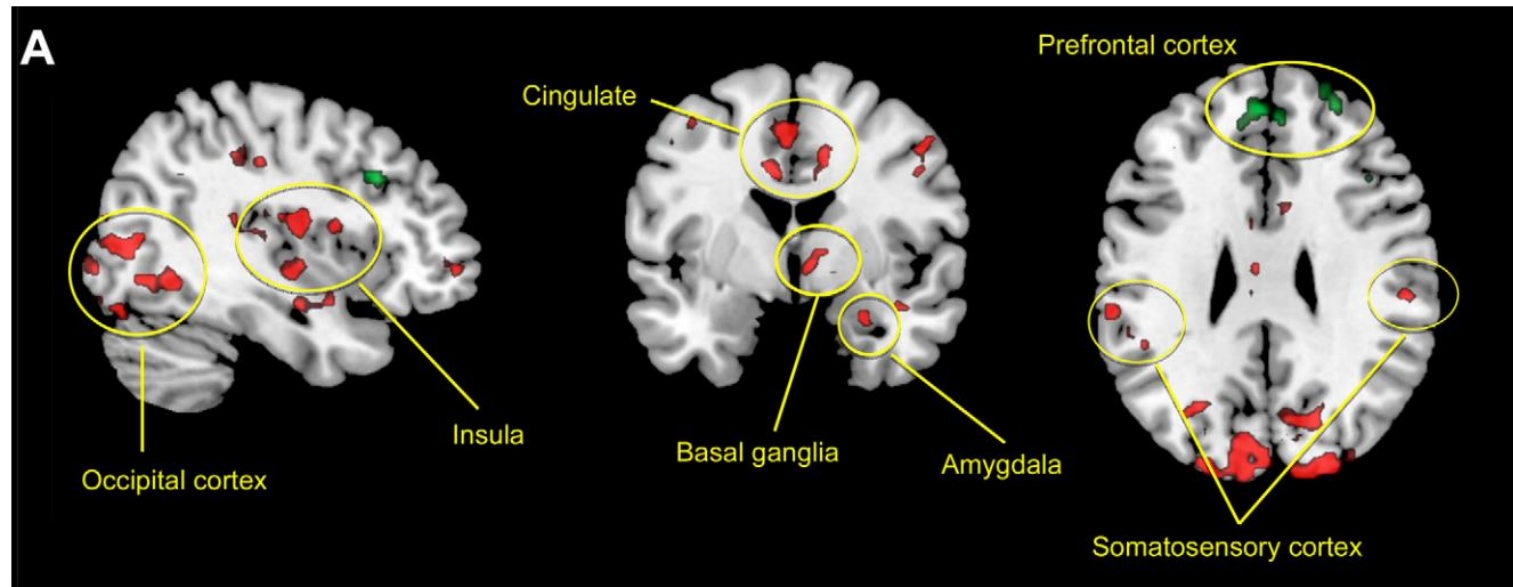 A
Prefrontal cortex
Cingulate
Insula
Basal ganglia
Amygdala
Occipital cortex
Somatosensory cortex